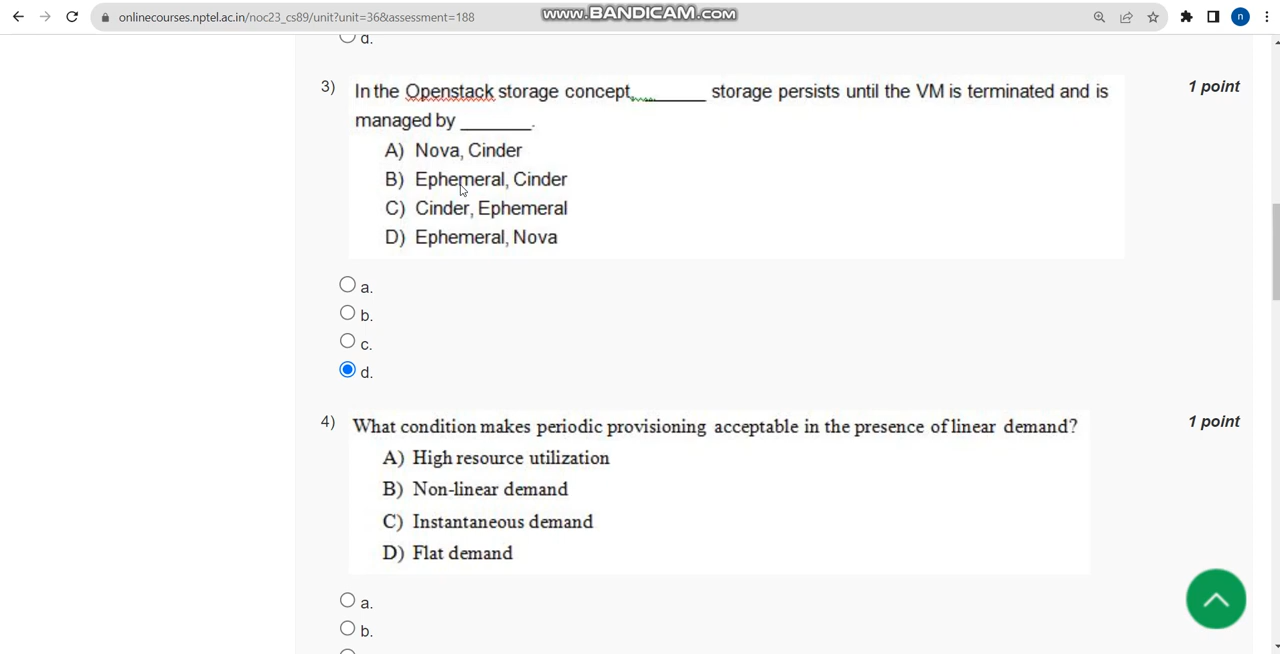 onlinecourses.nptel.ac.in/noc23_cs89/unit?unit=36&assessment=188
www.BANDICAM.com
n
d.
3) In the Openstack storage concept, ______ storage persists until the VM is terminated and is 1 point
managed by _______.
A) Nova, Cinder
B) Ephemeral, Cinder
C) Cinder, Ephemeral
D) Ephemeral, Nova
a.
b.
c.
d.
4) What condition makes periodic provisioning acceptable in the presence of linear demand? 1 point
A) High resource utilization
B) Non-linear demand
C) Instantaneous demand
D) Flat demand
a.
b.